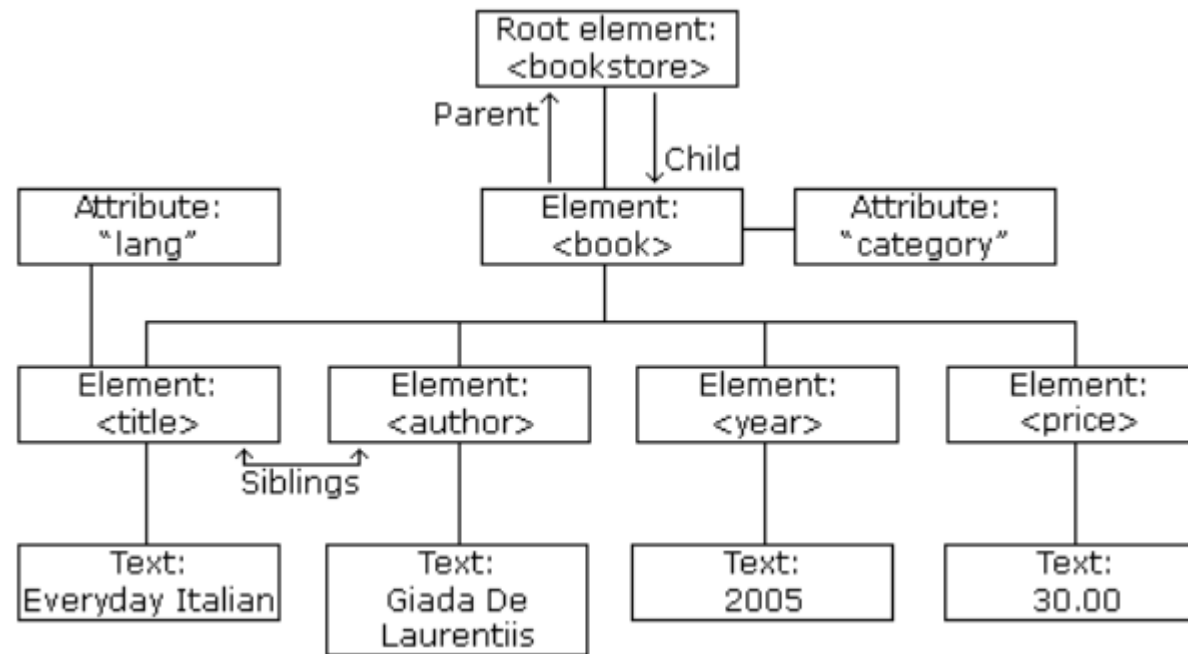 Root element:
<bookstore>
Parent
Child
Attribute:
“lang”
Element:
<book>
Attribute:
“category”
Element:
<title>
Element:
<author>
Element:
<year>
Element:
<price>
Siblings
Text:
Everyday Italian
Text:
Giada De
Laurentiis
Text:
2005
Text:
30.00